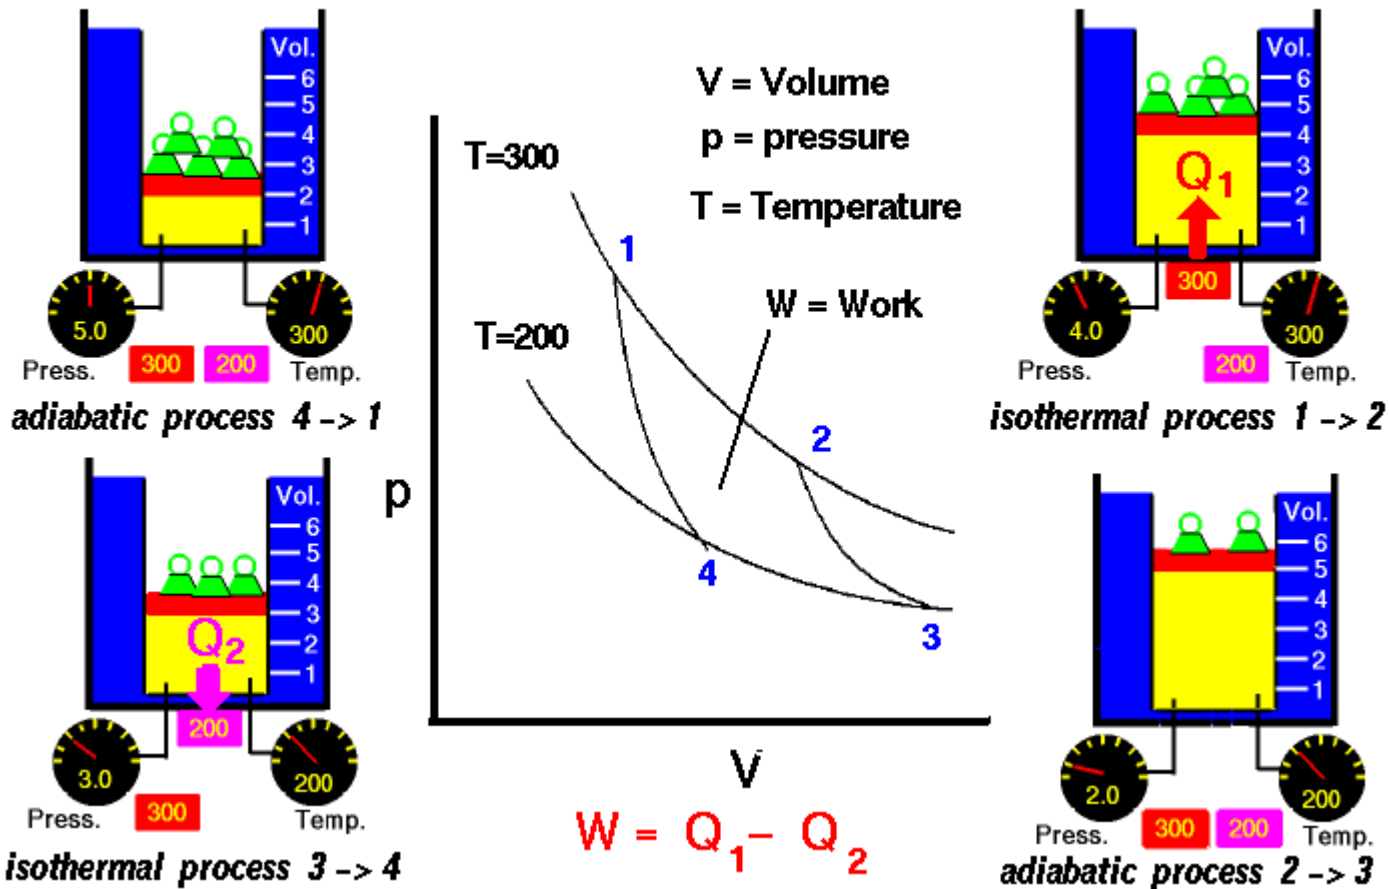 Vol.
6
5
4
3
2
1
5.0
300
Press.
300
200
Temp.
adiabatic process 4 -> 1
V = Volume
p = pressure
T = Temperature
W = Work
T=300
T=200
1
2
3
4
p
V
W = Q1 - Q2
Vol.
6
5
4
3
2
1
Q1
300
4.0
300
Press.
200
Temp.
isothermal process 1 -> 2
Vol.
6
5
4
3
2
1
Q2
200
3.0
200
Press.
300
Temp.
isothermal process 3 -> 4
Vol.
6
5
4
3
2
1
2.0
200
Press.
300
200
Temp.
adiabatic process 2 -> 3